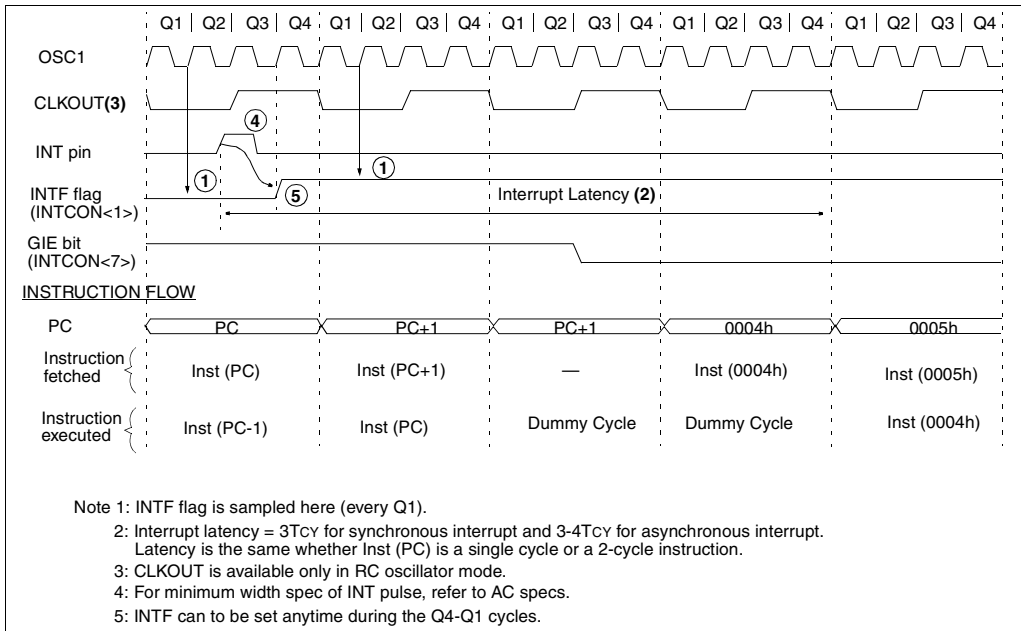 Q1 | Q2 | Q3 | Q4 | Q1 | Q2 | Q3 | Q4 | Q1 | Q2 | Q3 | Q4 | Q1 | Q2 | Q3 | Q4 | Q1 | Q2 | Q3 | Q4
OSC1
CLKOUT(3)
4
INT pin
1
1
INTF flag
(INTCON<1>)
5
Interrupt Latency (2)
GIE bit
(INTCON<7>)
INSTRUCTION FLOW
PC PC PC+1 PC+1 0004h 0005h
Instruction
fetched
Inst (PC) Inst (PC+1) — Inst (0004h) Inst (0005h)
Instruction
executed
Inst (PC-1) Inst (PC) Dummy Cycle Dummy Cycle Inst (0004h)
Note 1: INTF flag is sampled here (every Q1).
2: Interrupt latency = 3TCY for synchronous interrupt and 3-4TCY for asynchronous interrupt.
Latency is the same whether Inst (PC) is a single cycle or a 2-cycle instruction.
3: CLKOUT is available only in RC oscillator mode.
4: For minimum width spec of INT pulse, refer to AC specs.
5: INTF can to be set anytime during the Q4-Q1 cycles.